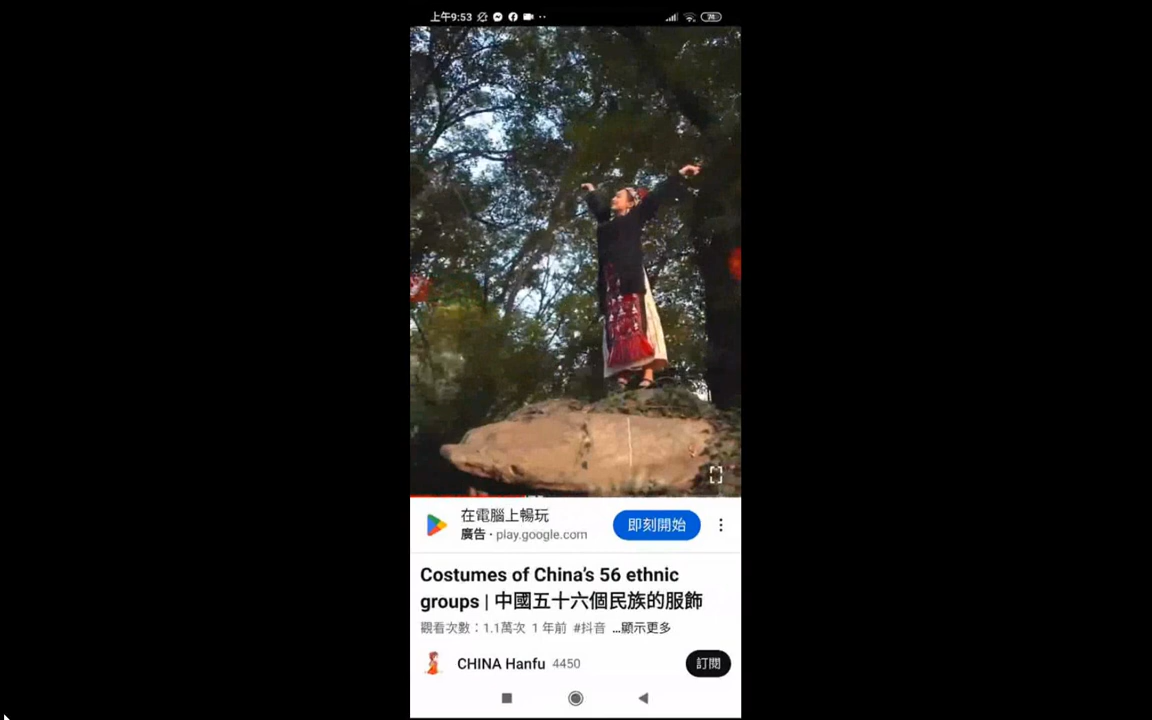 上午9:53
在電腦上暢玩
廣告 · play.google.com
即刻開始
Costumes of China's 56 ethnic
groups | 中國五十六個民族的服飾
觀看次數：1.1萬次 1 年前 #抖音 ...顯示更多
CHINA Hanfu 4450
訂閱